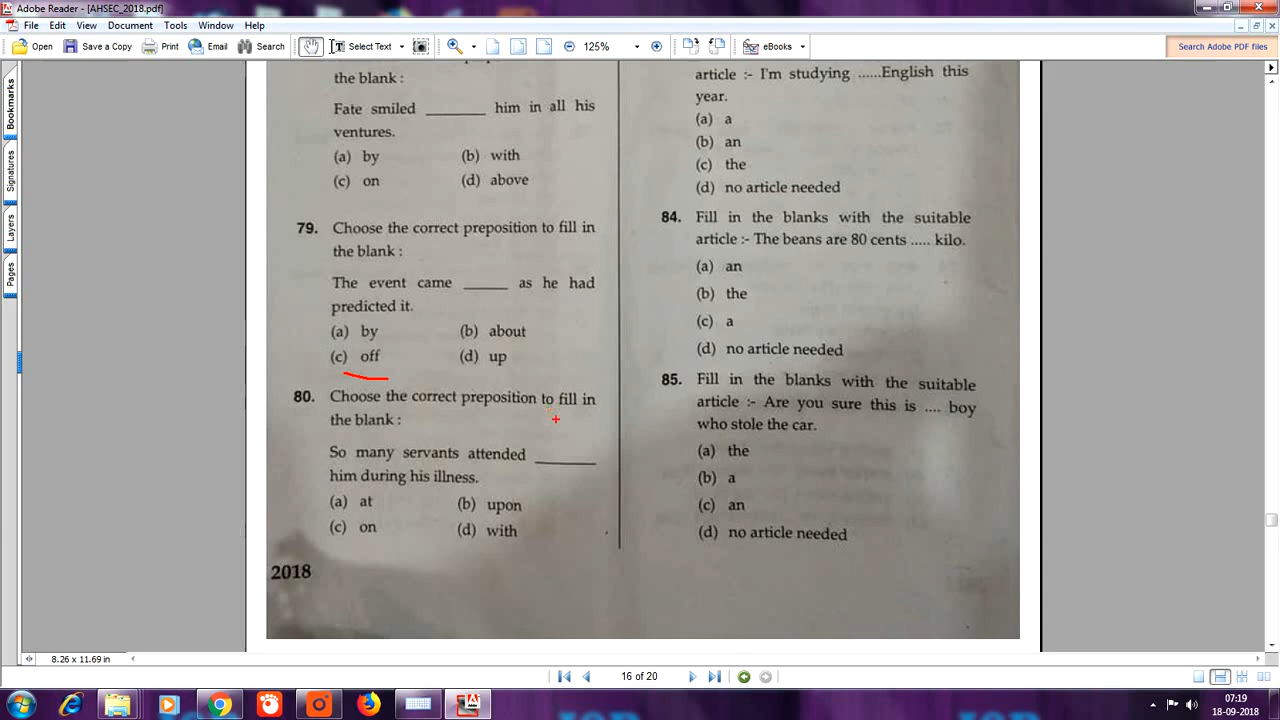 Adobe Reader - [AHSEC_2018.pdf]
File Edit View Document Tools Window Help
Open Save a Copy Print Email Search Select Text 125% eBooks Search Adobe PDF files
Bookmarks
Signatures
Layers
Pages
the blank :
Fate smiled ______ him in all his
ventures.
(a) by (b) with
(c) on (d) above
79. Choose the correct preposition to fill in
the blank :
The event came _____ as he had
predicted it.
(a) by (b) about
(c) off (d) up
80. Choose the correct preposition to fill in
the blank :
So many servants attended ______
him during his illness.
(a) at (b) upon
(c) on (d) with
2018
article :- I'm studying ......English this
year.
(a) a
(b) an
(c) the
(d) no article needed
84. Fill in the blanks with the suitable
article :- The beans are 80 cents ..... kilo.
(a) an
(b) the
(c) a
(d) no article needed
85. Fill in the blanks with the suitable
article :- Are you sure this is .... boy
who stole the car.
(a) the
(b) a
(c) an
(d) no article needed
8.26 x 11.69 in
16 of 20
07:19
18-09-2018